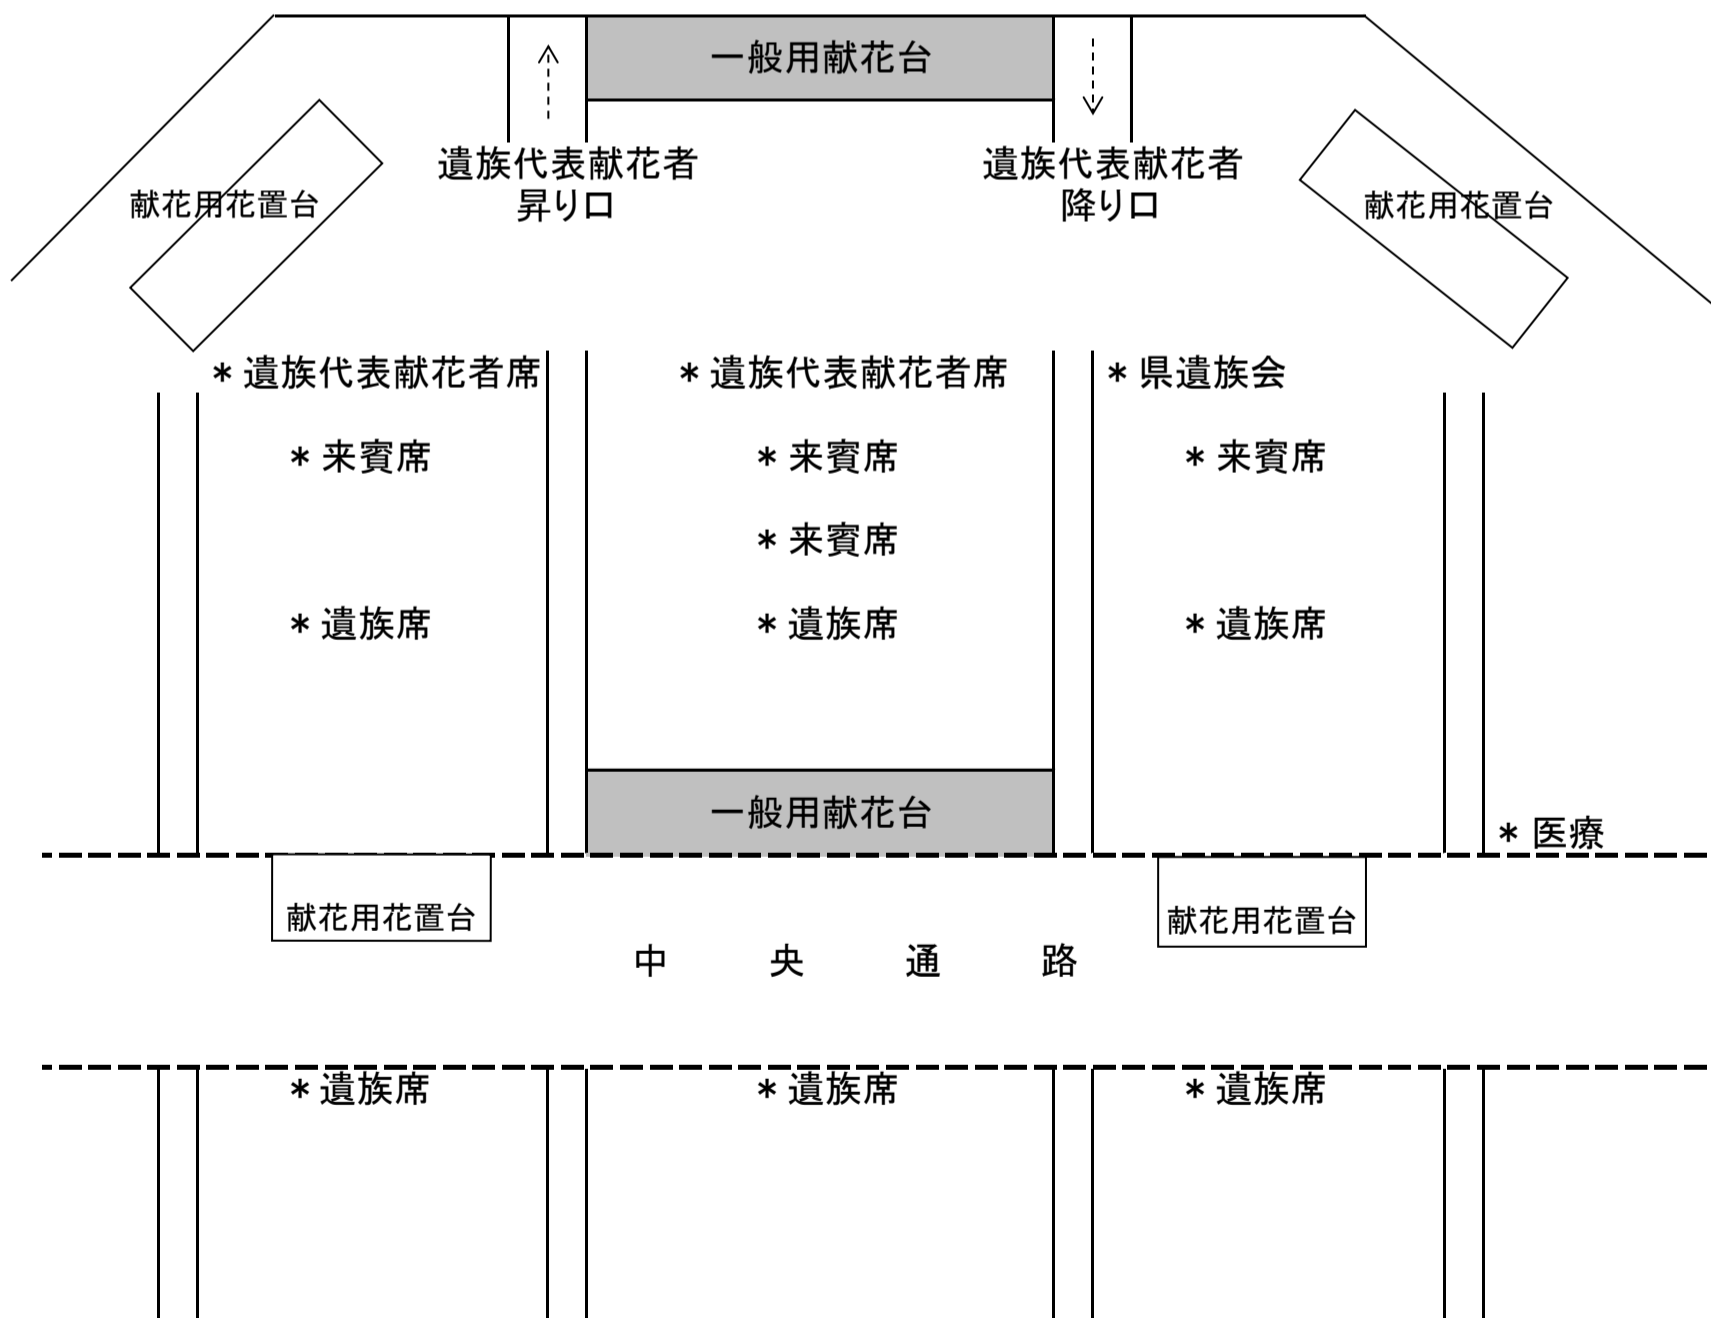 一般用献花台
遺族代表献花者
昇り口
遺族代表献花者
降り口
献花用花置台
献花用花置台
* 遺族代表献花者席
* 遺族代表献花者席
* 県遺族会
* 来賓席
* 来賓席
* 来賓席
* 来賓席
* 遺族席
* 遺族席
* 遺族席
一般用献花台
* 医療
献花用花置台
献花用花置台
中 央 通 路
* 遺族席
* 遺族席
* 遺族席